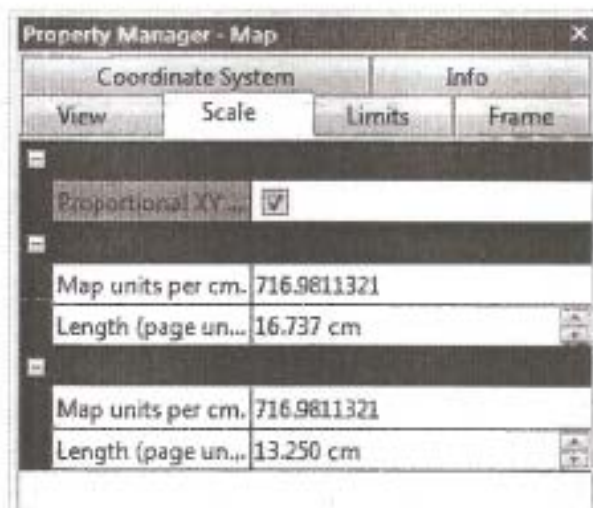 Property Manager - Map
Coordinate System Info
View Scale Limits Frame
Proportional XY ...
Map units per cm. 716.9811321
Length (page un... 16.737 cm
Map units per cm. 716.9811321
Length (page un... 13.250 cm